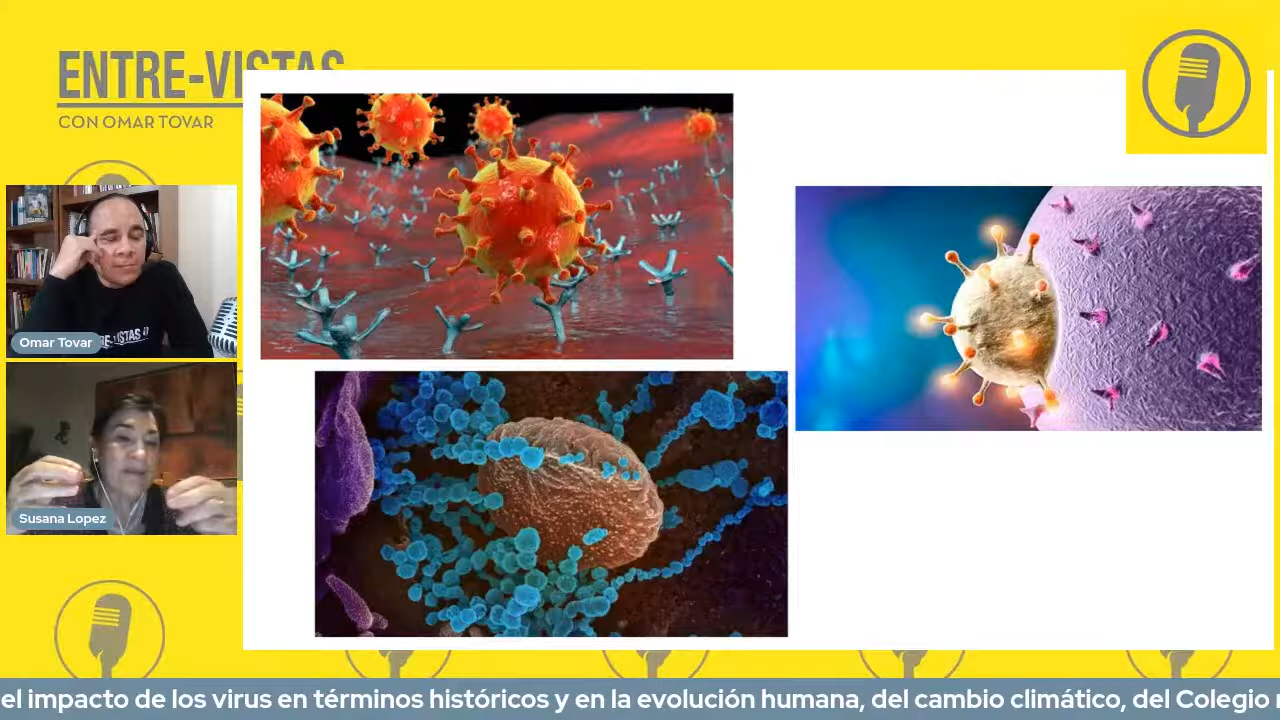 ENTRE-VISTAS
CON OMAR TOVAR
Omar Tovar
Susana Lopez
el impacto de los virus en términos históricos y en la evolución humana, del cambio climático, del Colegio